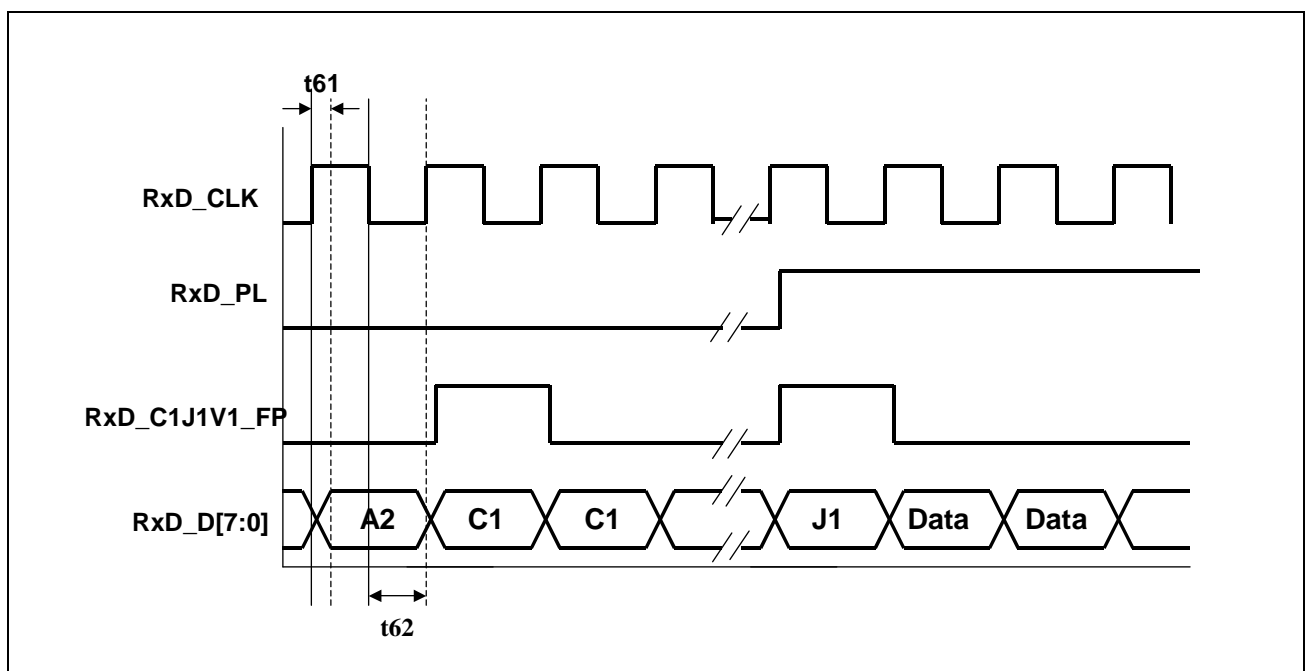 t61
RxD_CLK
RxD_PL
RxD_C1J1V1_FP
RxD_D[7:0] A2 C1 C1 J1 Data Data
t62